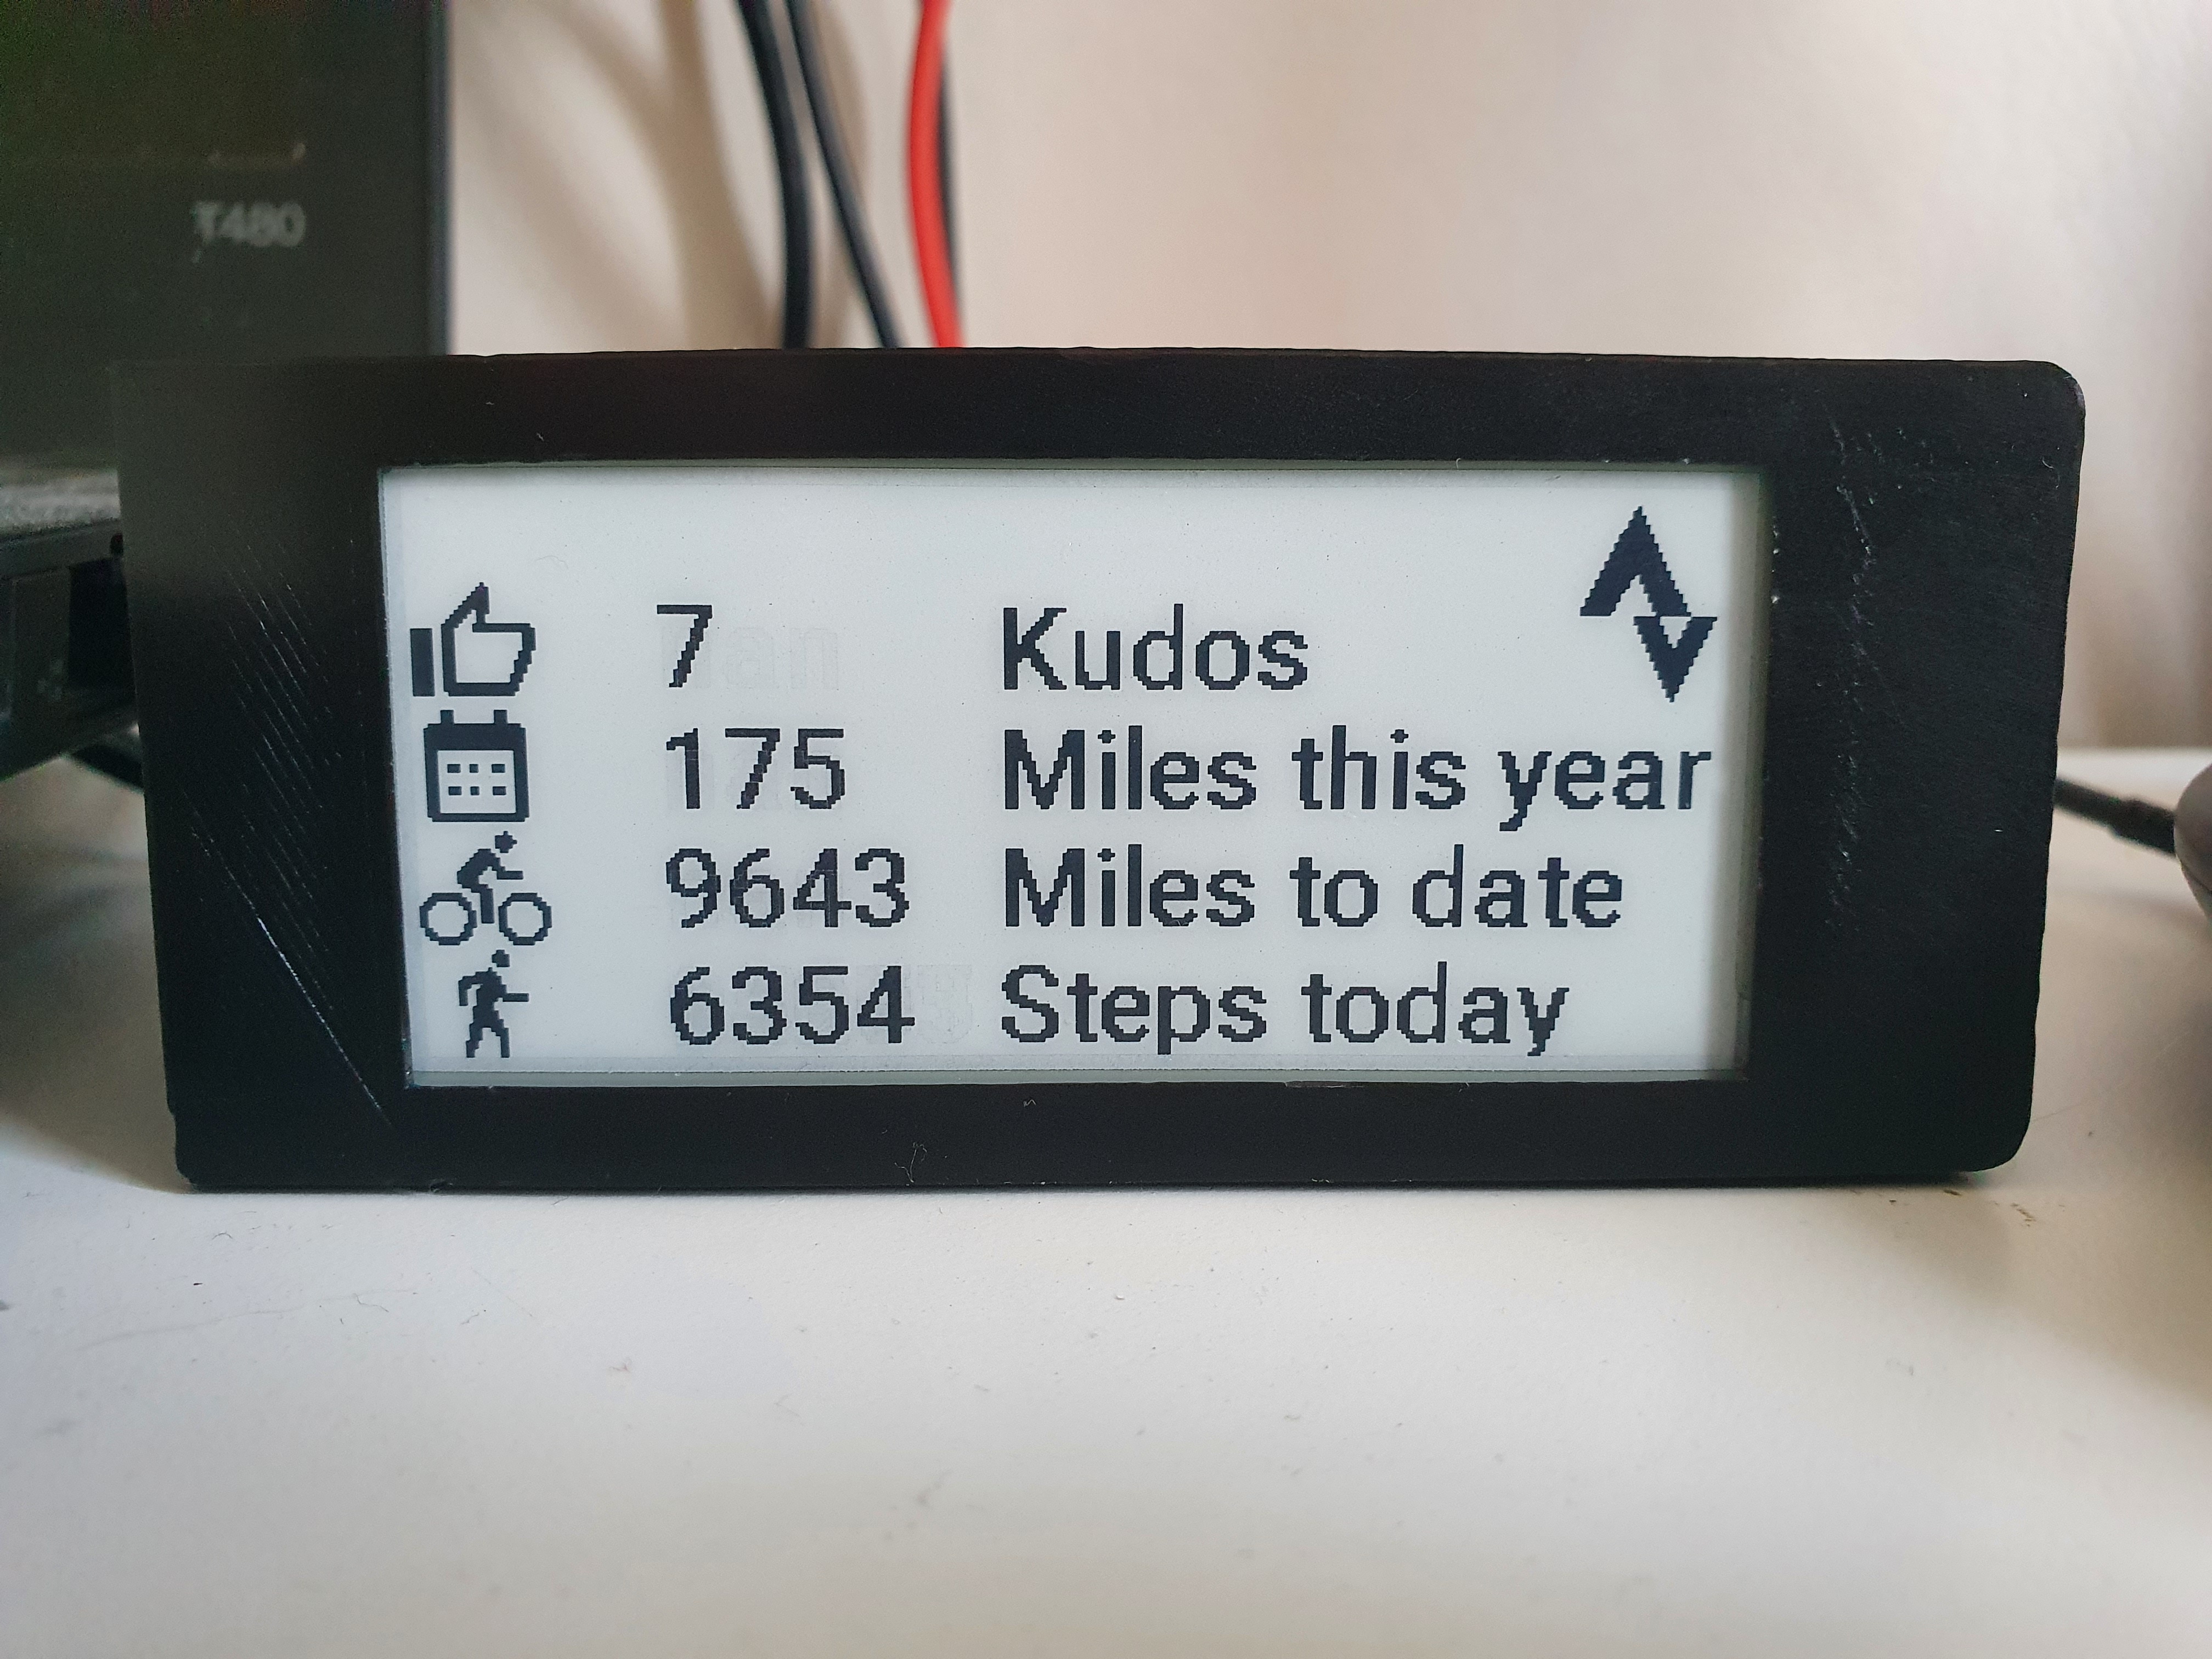 T480
7 Kudos
175 Miles this year
9643 Miles to date
6354 Steps today